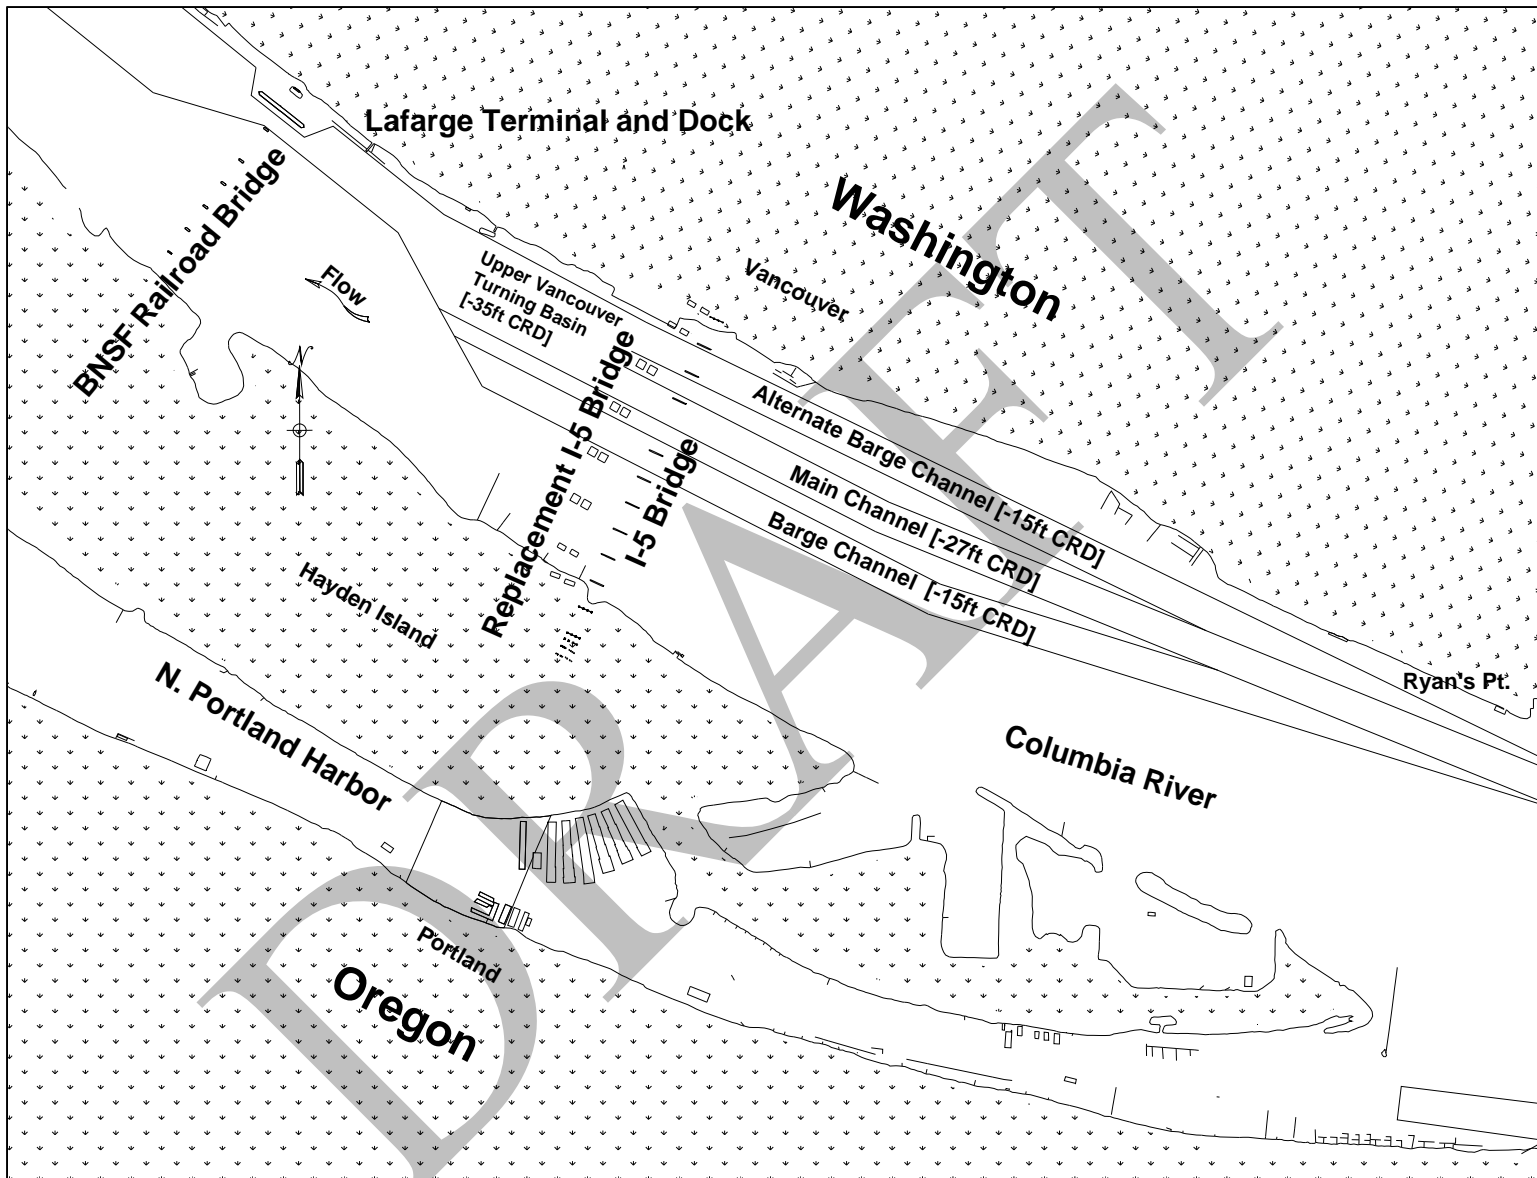 Lafarge Terminal and Dock
Washington
BNSF Railroad Bridge
Vancouver
Flow
Upper Vancouver
Turning Basin
[-35ft CRD]
Replacement I-5 Bridge
I-5 Bridge
Alternate Barge Channel [-15ft CRD]
Main Channel [-27ft CRD]
Barge Channel [-15ft CRD]
Hayden Island
Ryan's Pt.
N. Portland Harbor
Columbia River
Portland
Oregon
DRAFT